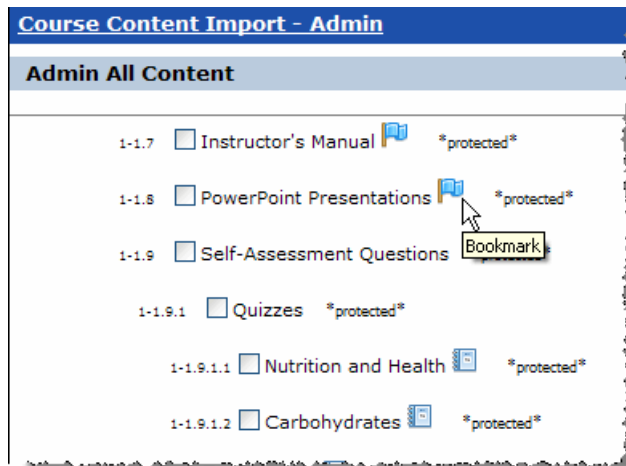 Course Content Import - Admin
Admin All Content
1-1.7 Instructor's Manual *protected*
1-1.8 PowerPoint Presentations *protected*
Bookmark
1-1.9 Self-Assessment Questions
1-1.9.1 Quizzes *protected*
1-1.9.1.1 Nutrition and Health *protected*
1-1.9.1.2 Carbohydrates *protected*